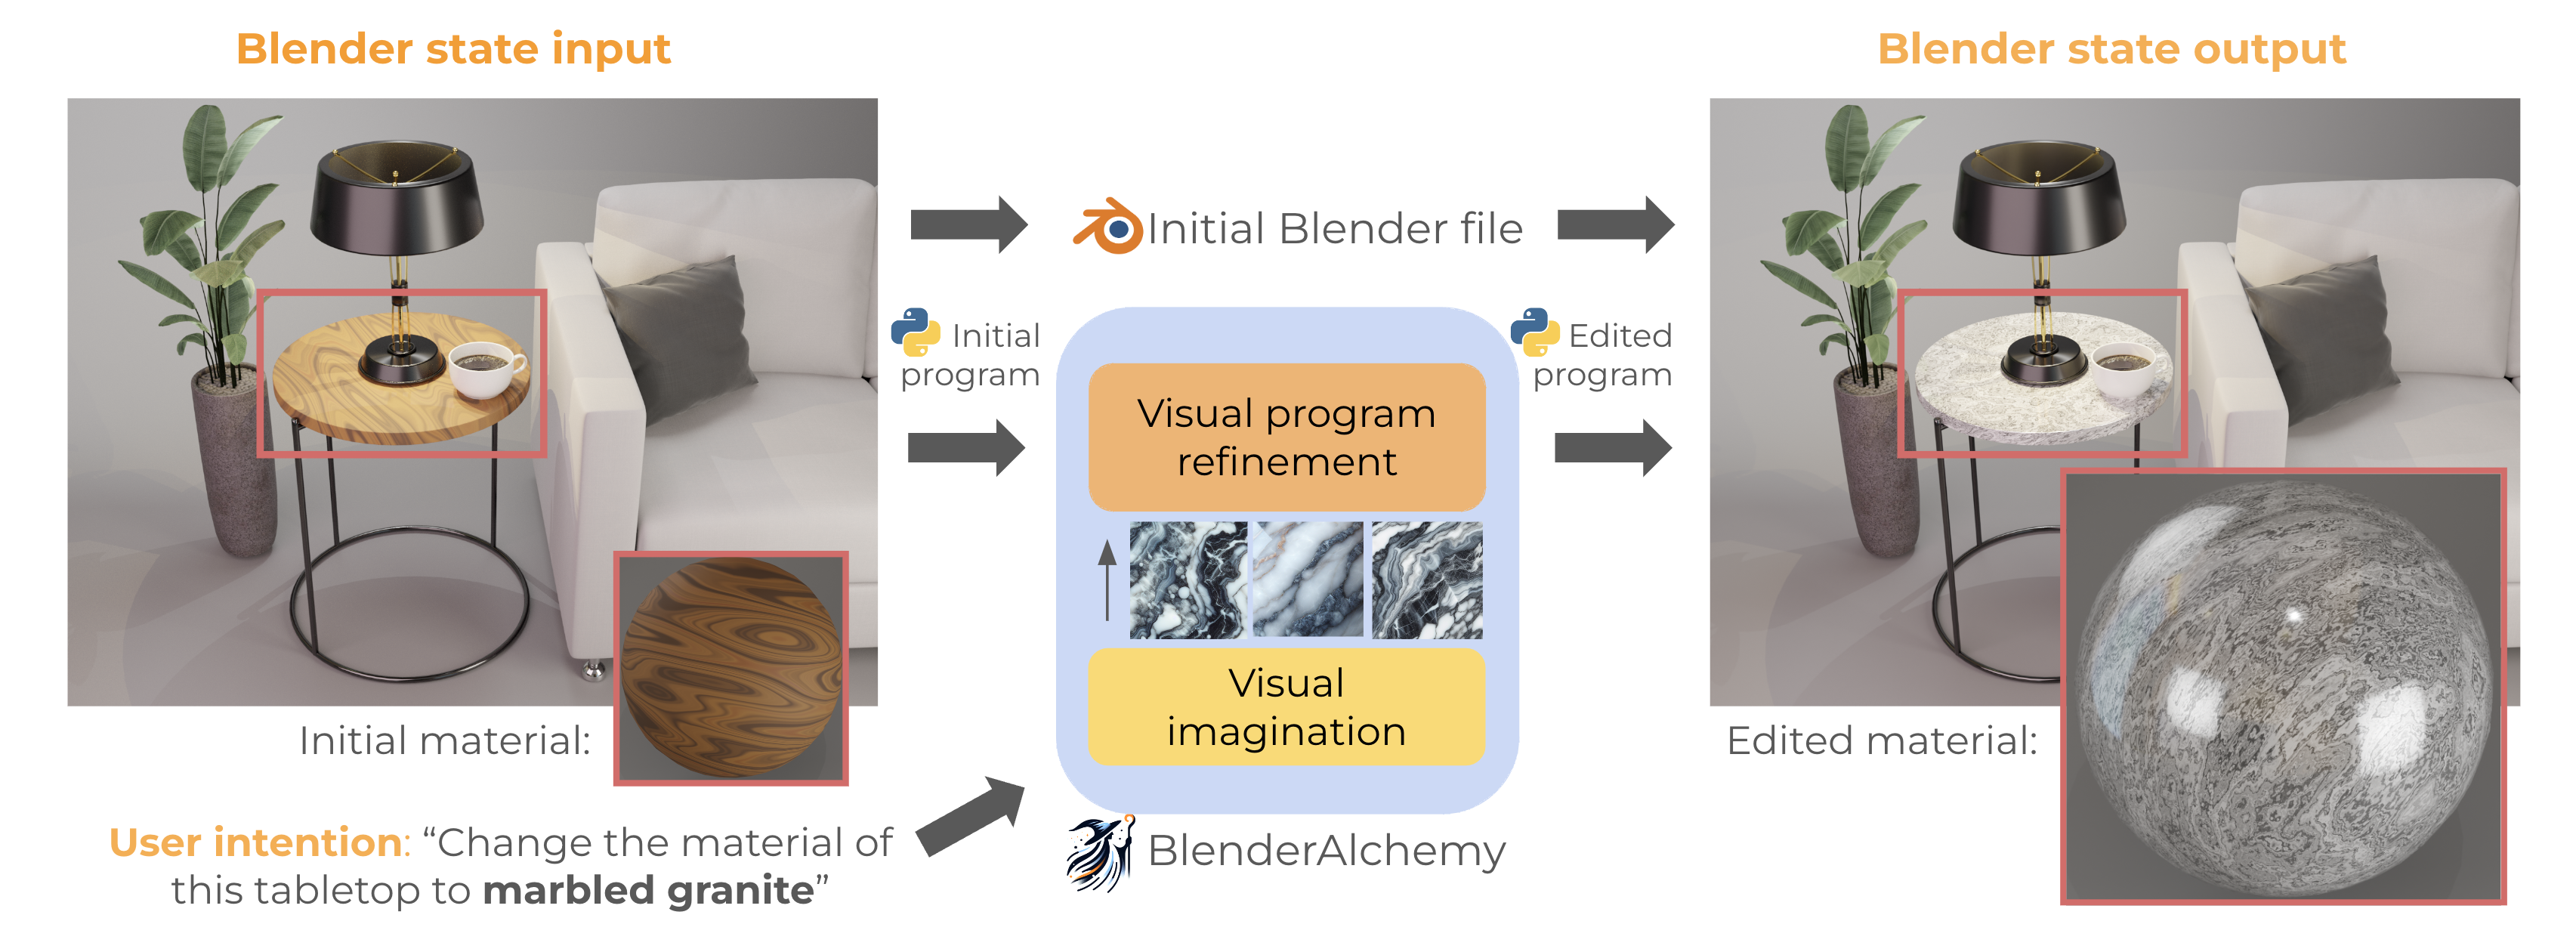 Blender state input
Blender state output
Initial Blender file
Initial
program
Edited
program
Visual program
refinement
Visual
imagination
Initial material:
Edited material:
User intention: “Change the material of
this tabletop to marbled granite”
BlenderAlchemy